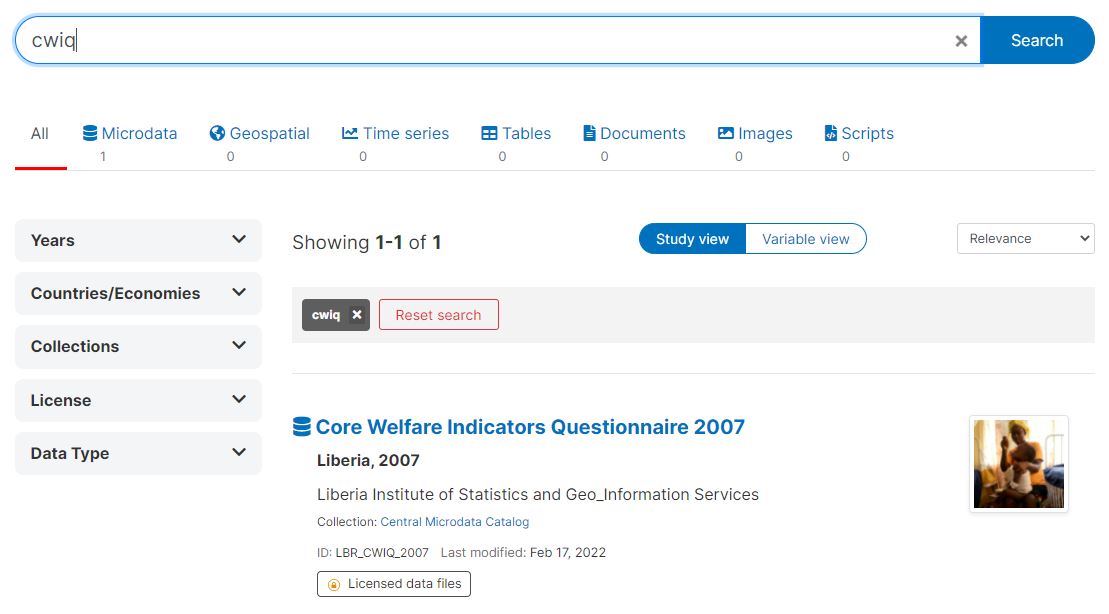 cwiq
Search
All
Microdata
1
Geospatial
0
Time series
0
Tables
0
Documents
0
Images
0
Scripts
0
Years
Countries/Economies
Collections
License
Data Type
Showing 1-1 of 1
Study view
Variable view
Relevance
cwiq
Reset search
Core Welfare Indicators Questionnaire 2007
Liberia, 2007
Liberia Institute of Statistics and Geo_Information Services
Collection: Central Microdata Catalog
ID: LBR_CWIQ_2007 Last modified: Feb 17, 2022
Licensed data files